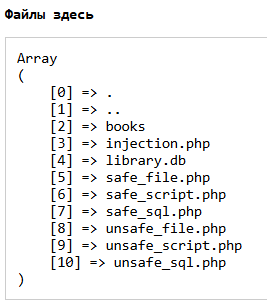 Файлы здесь
Array
(
    [0] => .
    [1] => ..
    [2] => books
    [3] => injection.php
    [4] => library.db
    [5] => safe_file.php
    [6] => safe_script.php
    [7] => safe_sql.php
    [8] => unsafe_file.php
    [9] => unsafe_script.php
    [10] => unsafe_sql.php
)